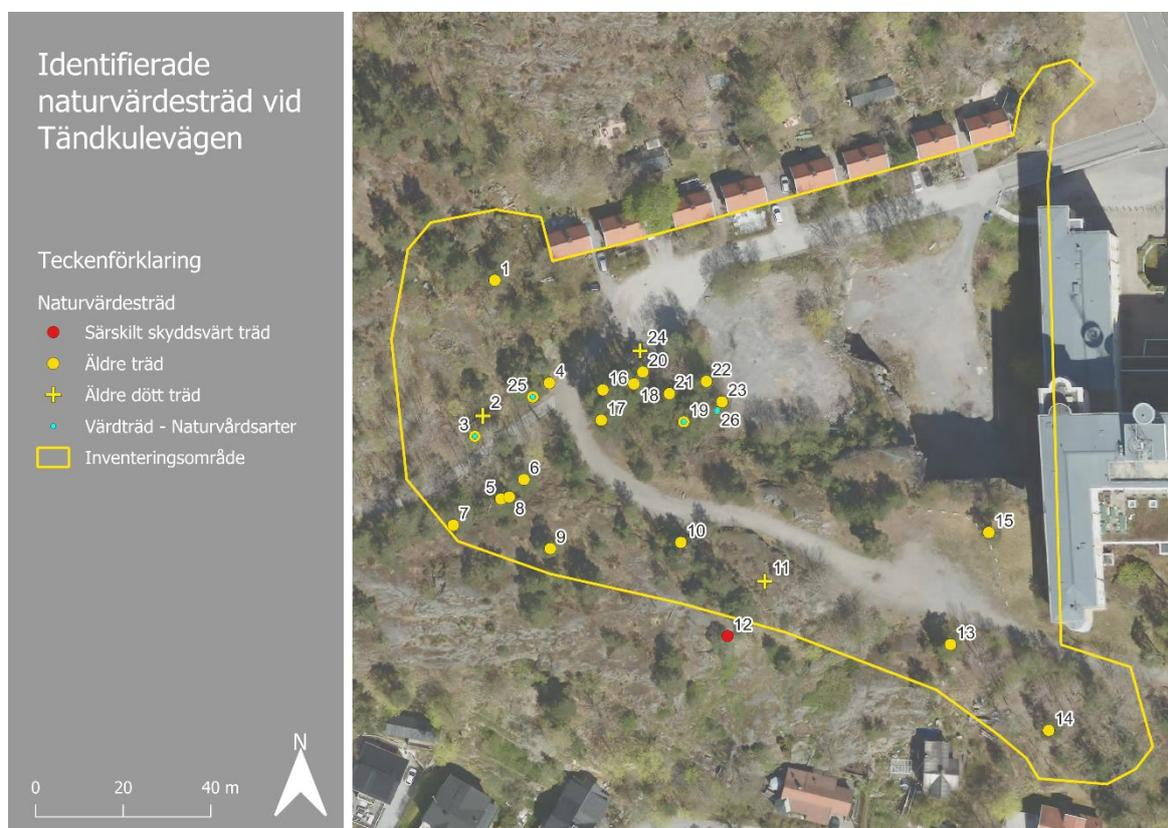 Identifierade
naturvärdesträd vid
Tändkulevägen
Teckenförklaring
Naturvärdesträd
Särskilt skyddsvärt träd
Äldre träd
Äldre dött träd
Värdträd - Naturvårdsarter
Inventeringsområde
N
0 20 40 m
1
24
20
4
25
16
22
21
18
23
2
17
19
26
3
6
5
8
7
15
10
9
11
12
13
14